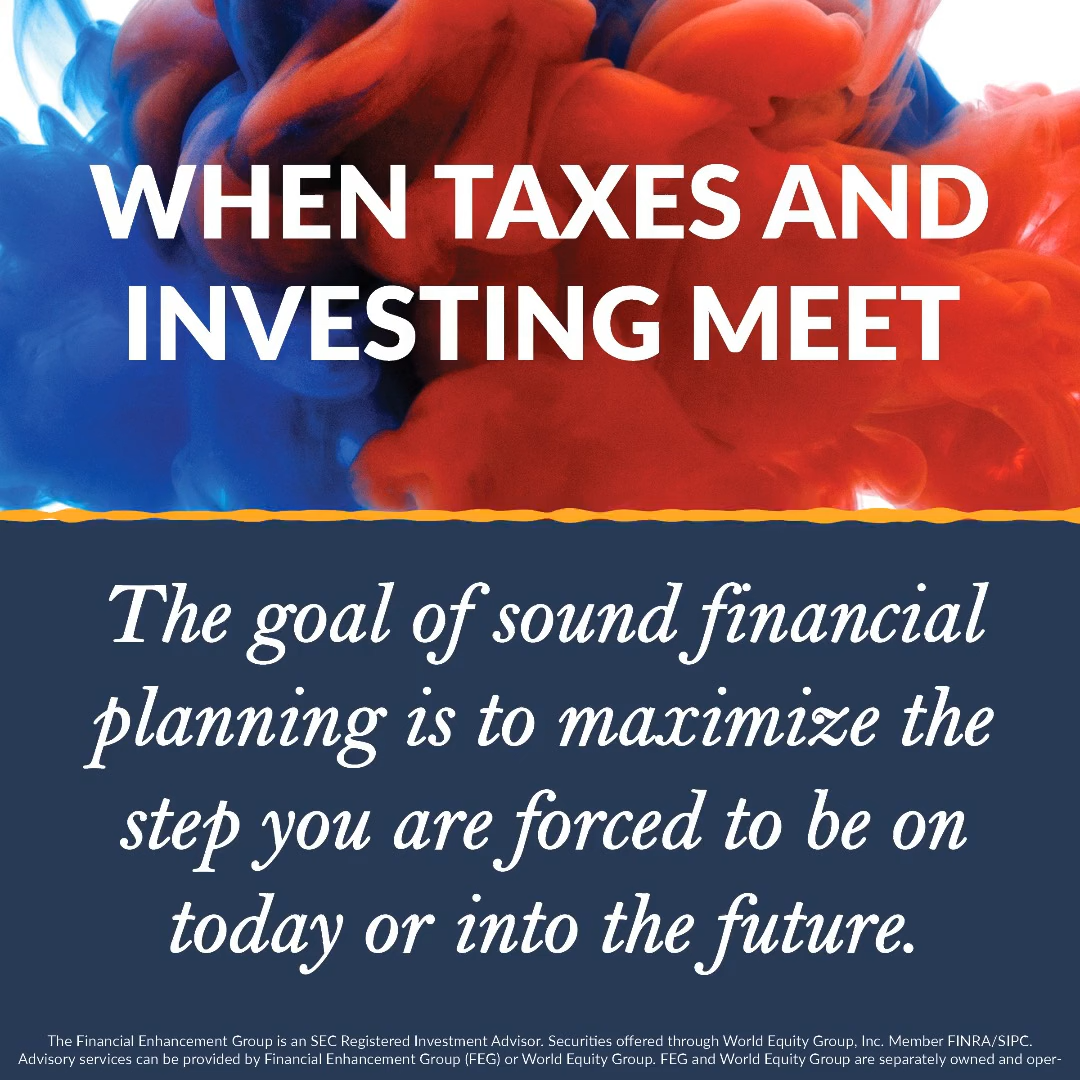 WHEN TAXES AND
INVESTING MEET
The goal of sound financial
planning is to maximize the
step you are forced to be on
today or into the future.
The Financial Enhancement Group is an SEC Registered Investment Advisor. Securities offered through World Equity Group, Inc. Member FINRA/SIPC.
Advisory services can be provided by Financial Enhancement Group (FEG) or World Equity Group. FEG and World Equity Group are separately owned and oper-